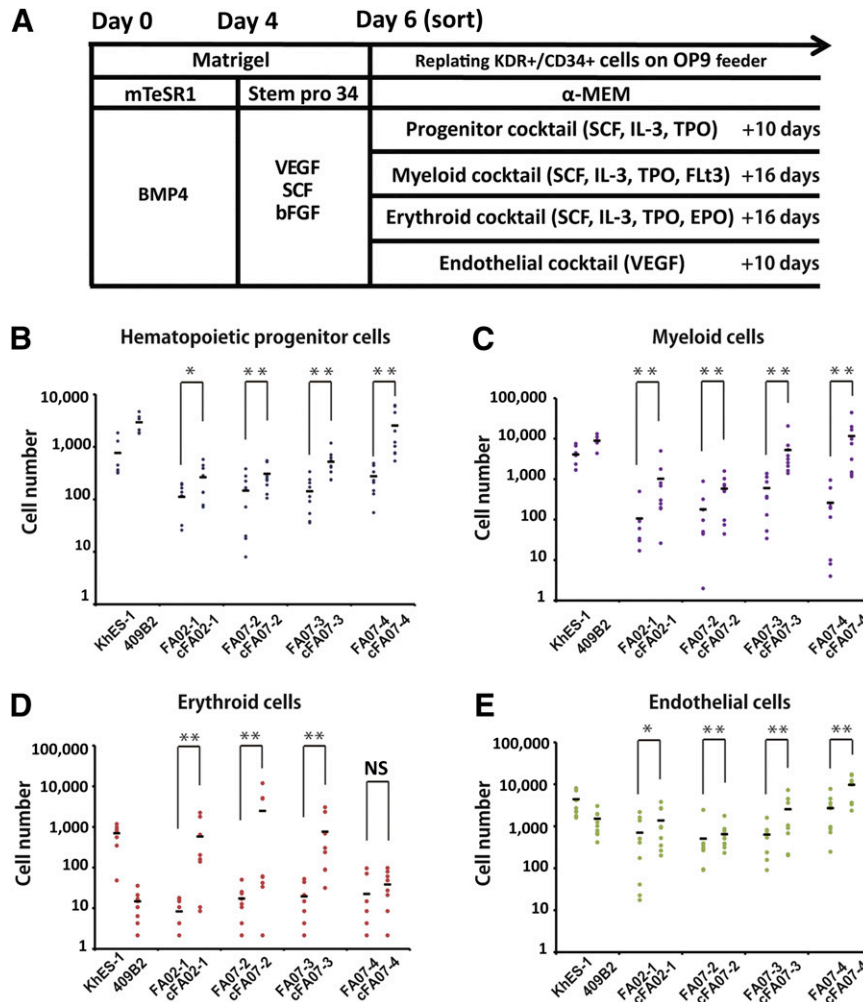 A
Day 0 Day 4 Day 6 (sort)
Matrigel Replating KDR+/CD34+ cells on OP9 feeder
mTeSR1 Stem pro 34 α-MEM
BMP4
VEGF
SCF
bFGF
Progenitor cocktail (SCF, IL-3, TPO) +10 days
Myeloid cocktail (SCF, IL-3, TPO, FLt3) +16 days
Erythroid cocktail (SCF, IL-3, TPO, EPO) +16 days
Endothelial cocktail (VEGF) +10 days
B Hematopoietic progenitor cells
Cell number
10,000
1,000
100
10
1
* ** ** **
KhES-1
409B2
FA02-1
cFA02-1
FA07-2
cFA07-2
FA07-3
cFA07-3
FA07-4
cFA07-4
C Myeloid cells
Cell number
100,000
10,000
1,000
100
10
1
** ** ** **
KhES-1
409B2
FA02-1
cFA02-1
FA07-2
cFA07-2
FA07-3
cFA07-3
FA07-4
cFA07-4
D Erythroid cells
Cell number
100,000
10,000
1,000
100
10
1
** ** ** NS
KhES-1
409B2
FA02-1
cFA02-1
FA07-2
cFA07-2
FA07-3
cFA07-3
FA07-4
cFA07-4
E Endothelial cells
Cell number
100,000
10,000
1,000
100
10
1
* ** ** **
KhES-1
409B2
FA02-1
cFA02-1
FA07-2
cFA07-2
FA07-3
cFA07-3
FA07-4
cFA07-4